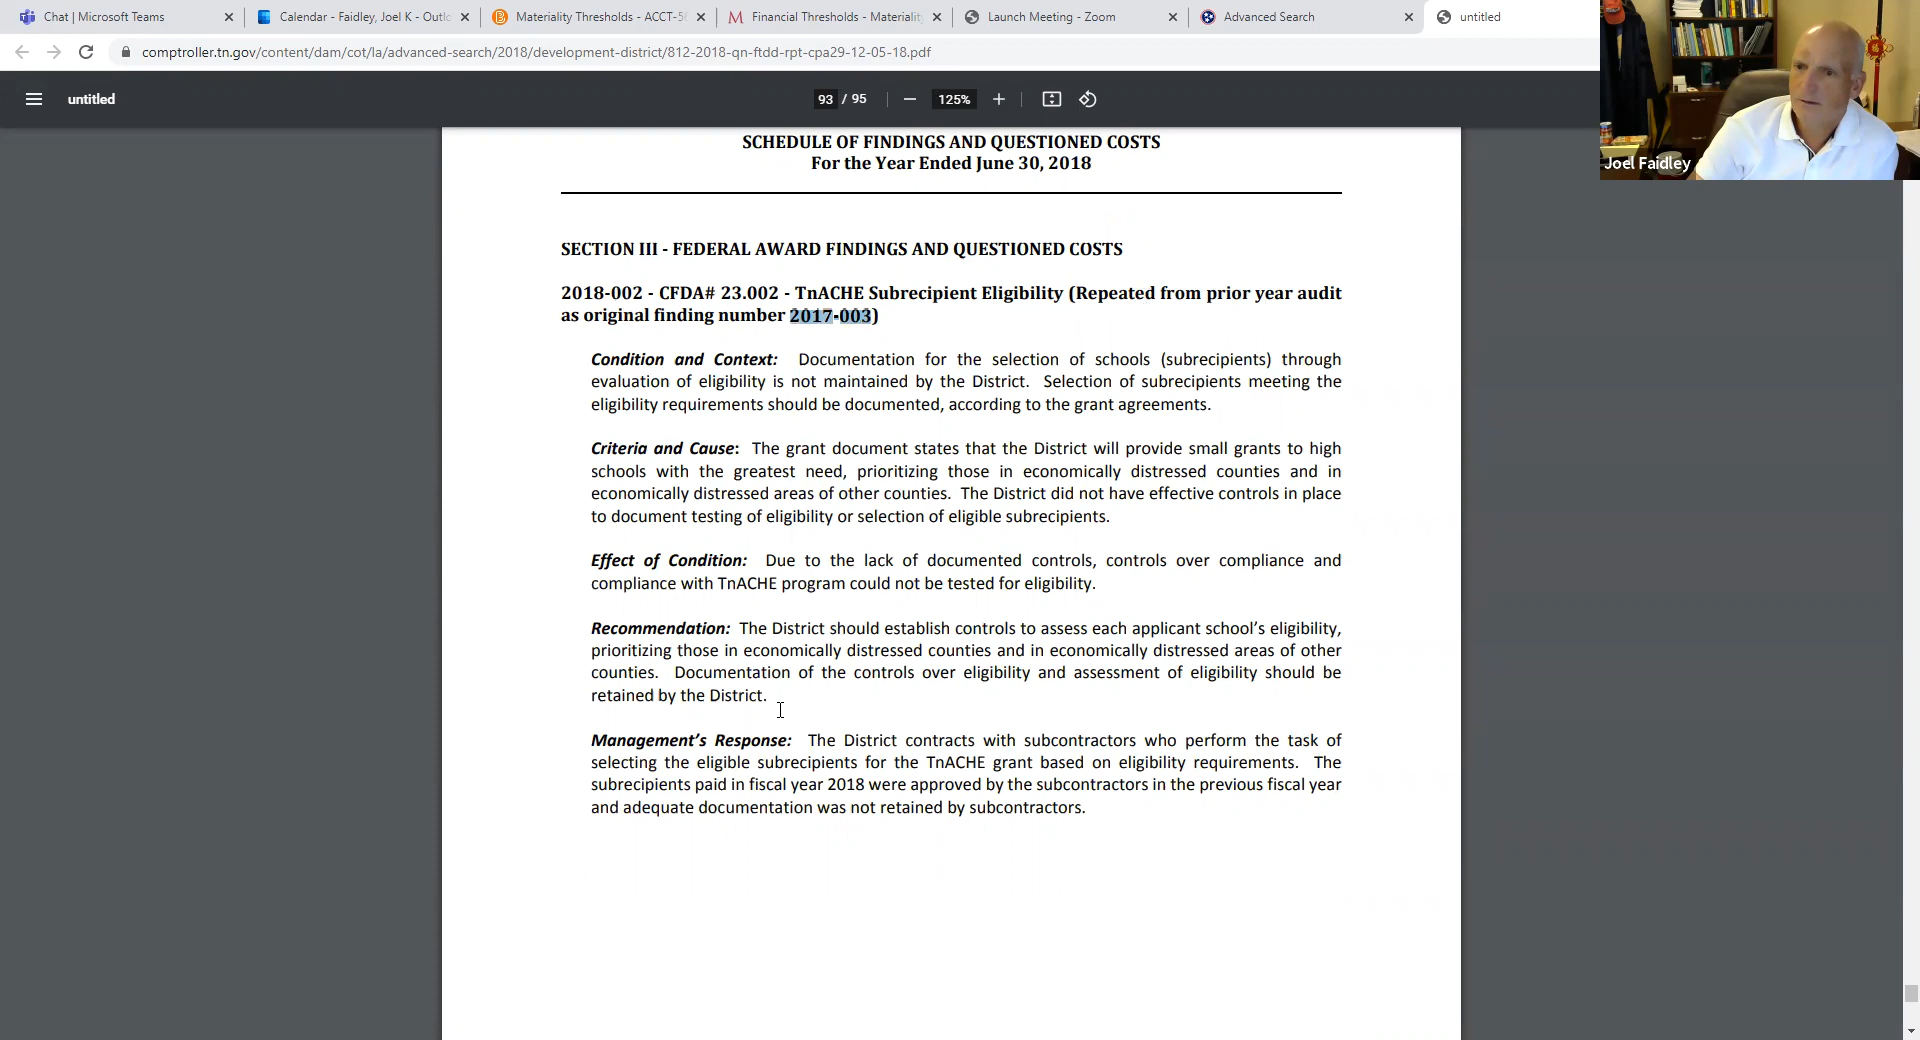 Chat | Microsoft Teams
Calendar - Faidley, Joel K - Outlo
Materiality Thresholds - ACCT-5
Financial Thresholds - Materiality
Launch Meeting - Zoom
Advanced Search
untitled
comptroller.tn.gov/content/dam/cot/la/advanced-search/2018/development-district/812-2018-qn-ftdd-rpt-cpa29-12-05-18.pdf
untitled
93 / 95
125%
Joel Faidley
SCHEDULE OF FINDINGS AND QUESTIONED COSTS
For the Year Ended June 30, 2018
SECTION III - FEDERAL AWARD FINDINGS AND QUESTIONED COSTS
2018-002 - CFDA# 23.002 - TnACHE Subrecipient Eligibility (Repeated from prior year audit
as original finding number 2017-003)
Condition and Context: Documentation for the selection of schools (subrecipients) through
evaluation of eligibility is not maintained by the District. Selection of subrecipients meeting the
eligibility requirements should be documented, according to the grant agreements.
Criteria and Cause: The grant document states that the District will provide small grants to high
schools with the greatest need, prioritizing those in economically distressed counties and in
economically distressed areas of other counties. The District did not have effective controls in place
to document testing of eligibility or selection of eligible subrecipients.
Effect of Condition: Due to the lack of documented controls, controls over compliance and
compliance with TnACHE program could not be tested for eligibility.
Recommendation: The District should establish controls to assess each applicant school's eligibility,
prioritizing those in economically distressed counties and in economically distressed areas of other
counties. Documentation of the controls over eligibility and assessment of eligibility should be
retained by the District.
Management's Response: The District contracts with subcontractors who perform the task of
selecting the eligible subrecipients for the TnACHE grant based on eligibility requirements. The
subrecipients paid in fiscal year 2018 were approved by the subcontractors in the previous fiscal year
and adequate documentation was not retained by subcontractors.